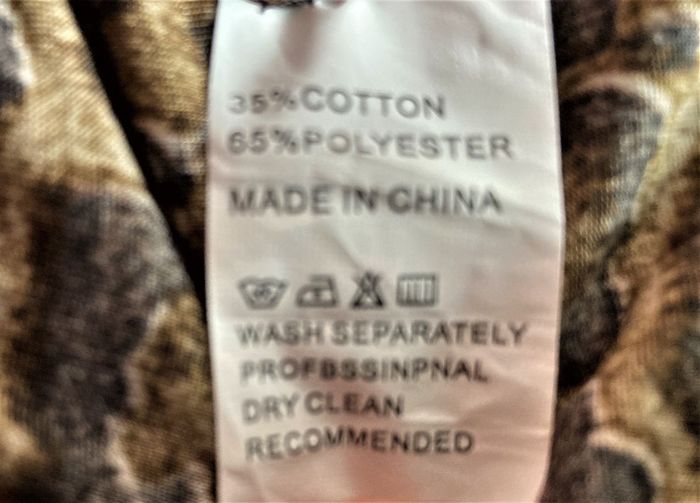 35%COTTON
65%POLYESTER
MADE IN CHINA
WASH SEPARATELY
PROFBSSINPNAL
DRY CLEAN
RECOMMENDED